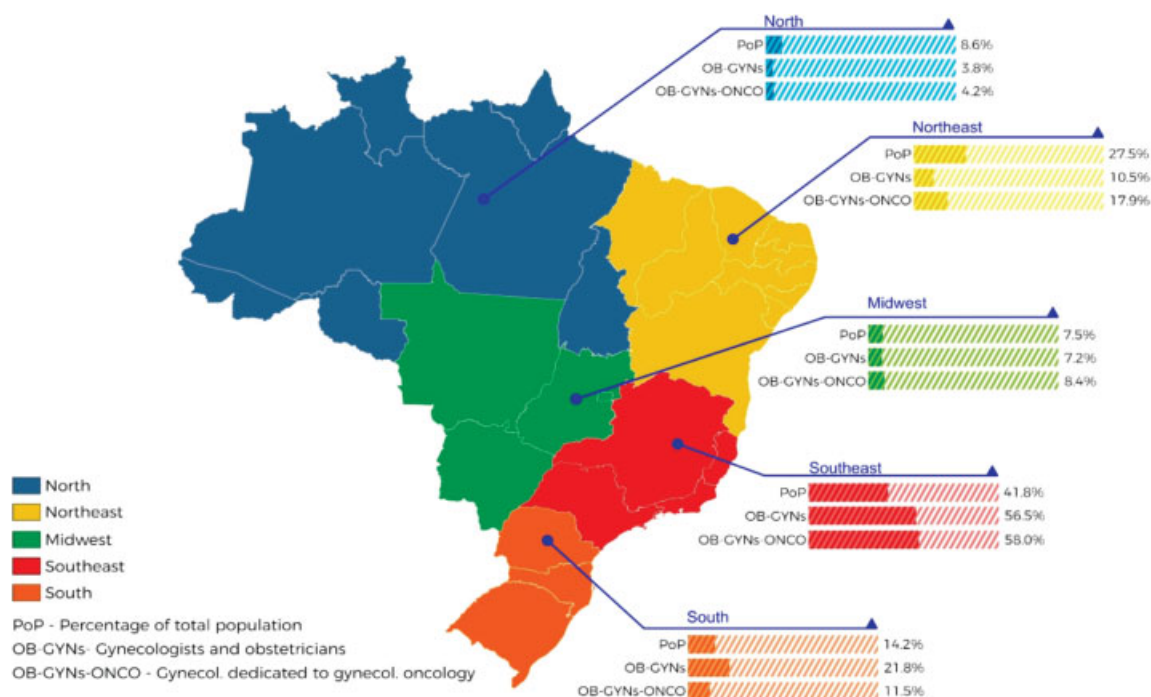 North
PoP 8.6%
OB-GYNs 3.8%
OB-GYNs-ONCO 4.2%
Northeast
PoP 27.5%
OB-GYNs 10.5%
OB-GYNs-ONCO 17.9%
Midwest
PoP 7.5%
OB-GYNs 7.2%
OB-GYNs-ONCO 8.4%
Southeast
PoP 41.8%
OB-GYNs 56.5%
OB-GYNs-ONCO 58.0%
South
PoP 14.2%
OB-GYNs 21.8%
OB-GYNs-ONCO 11.5%
North
Northeast
Midwest
Southeast
South
PoP - Percentage of total population
OB-GYNs- Gynecologists and obstetricians
OB-GYNs-ONCO - Gynecol. dedicated to gynecol. oncology